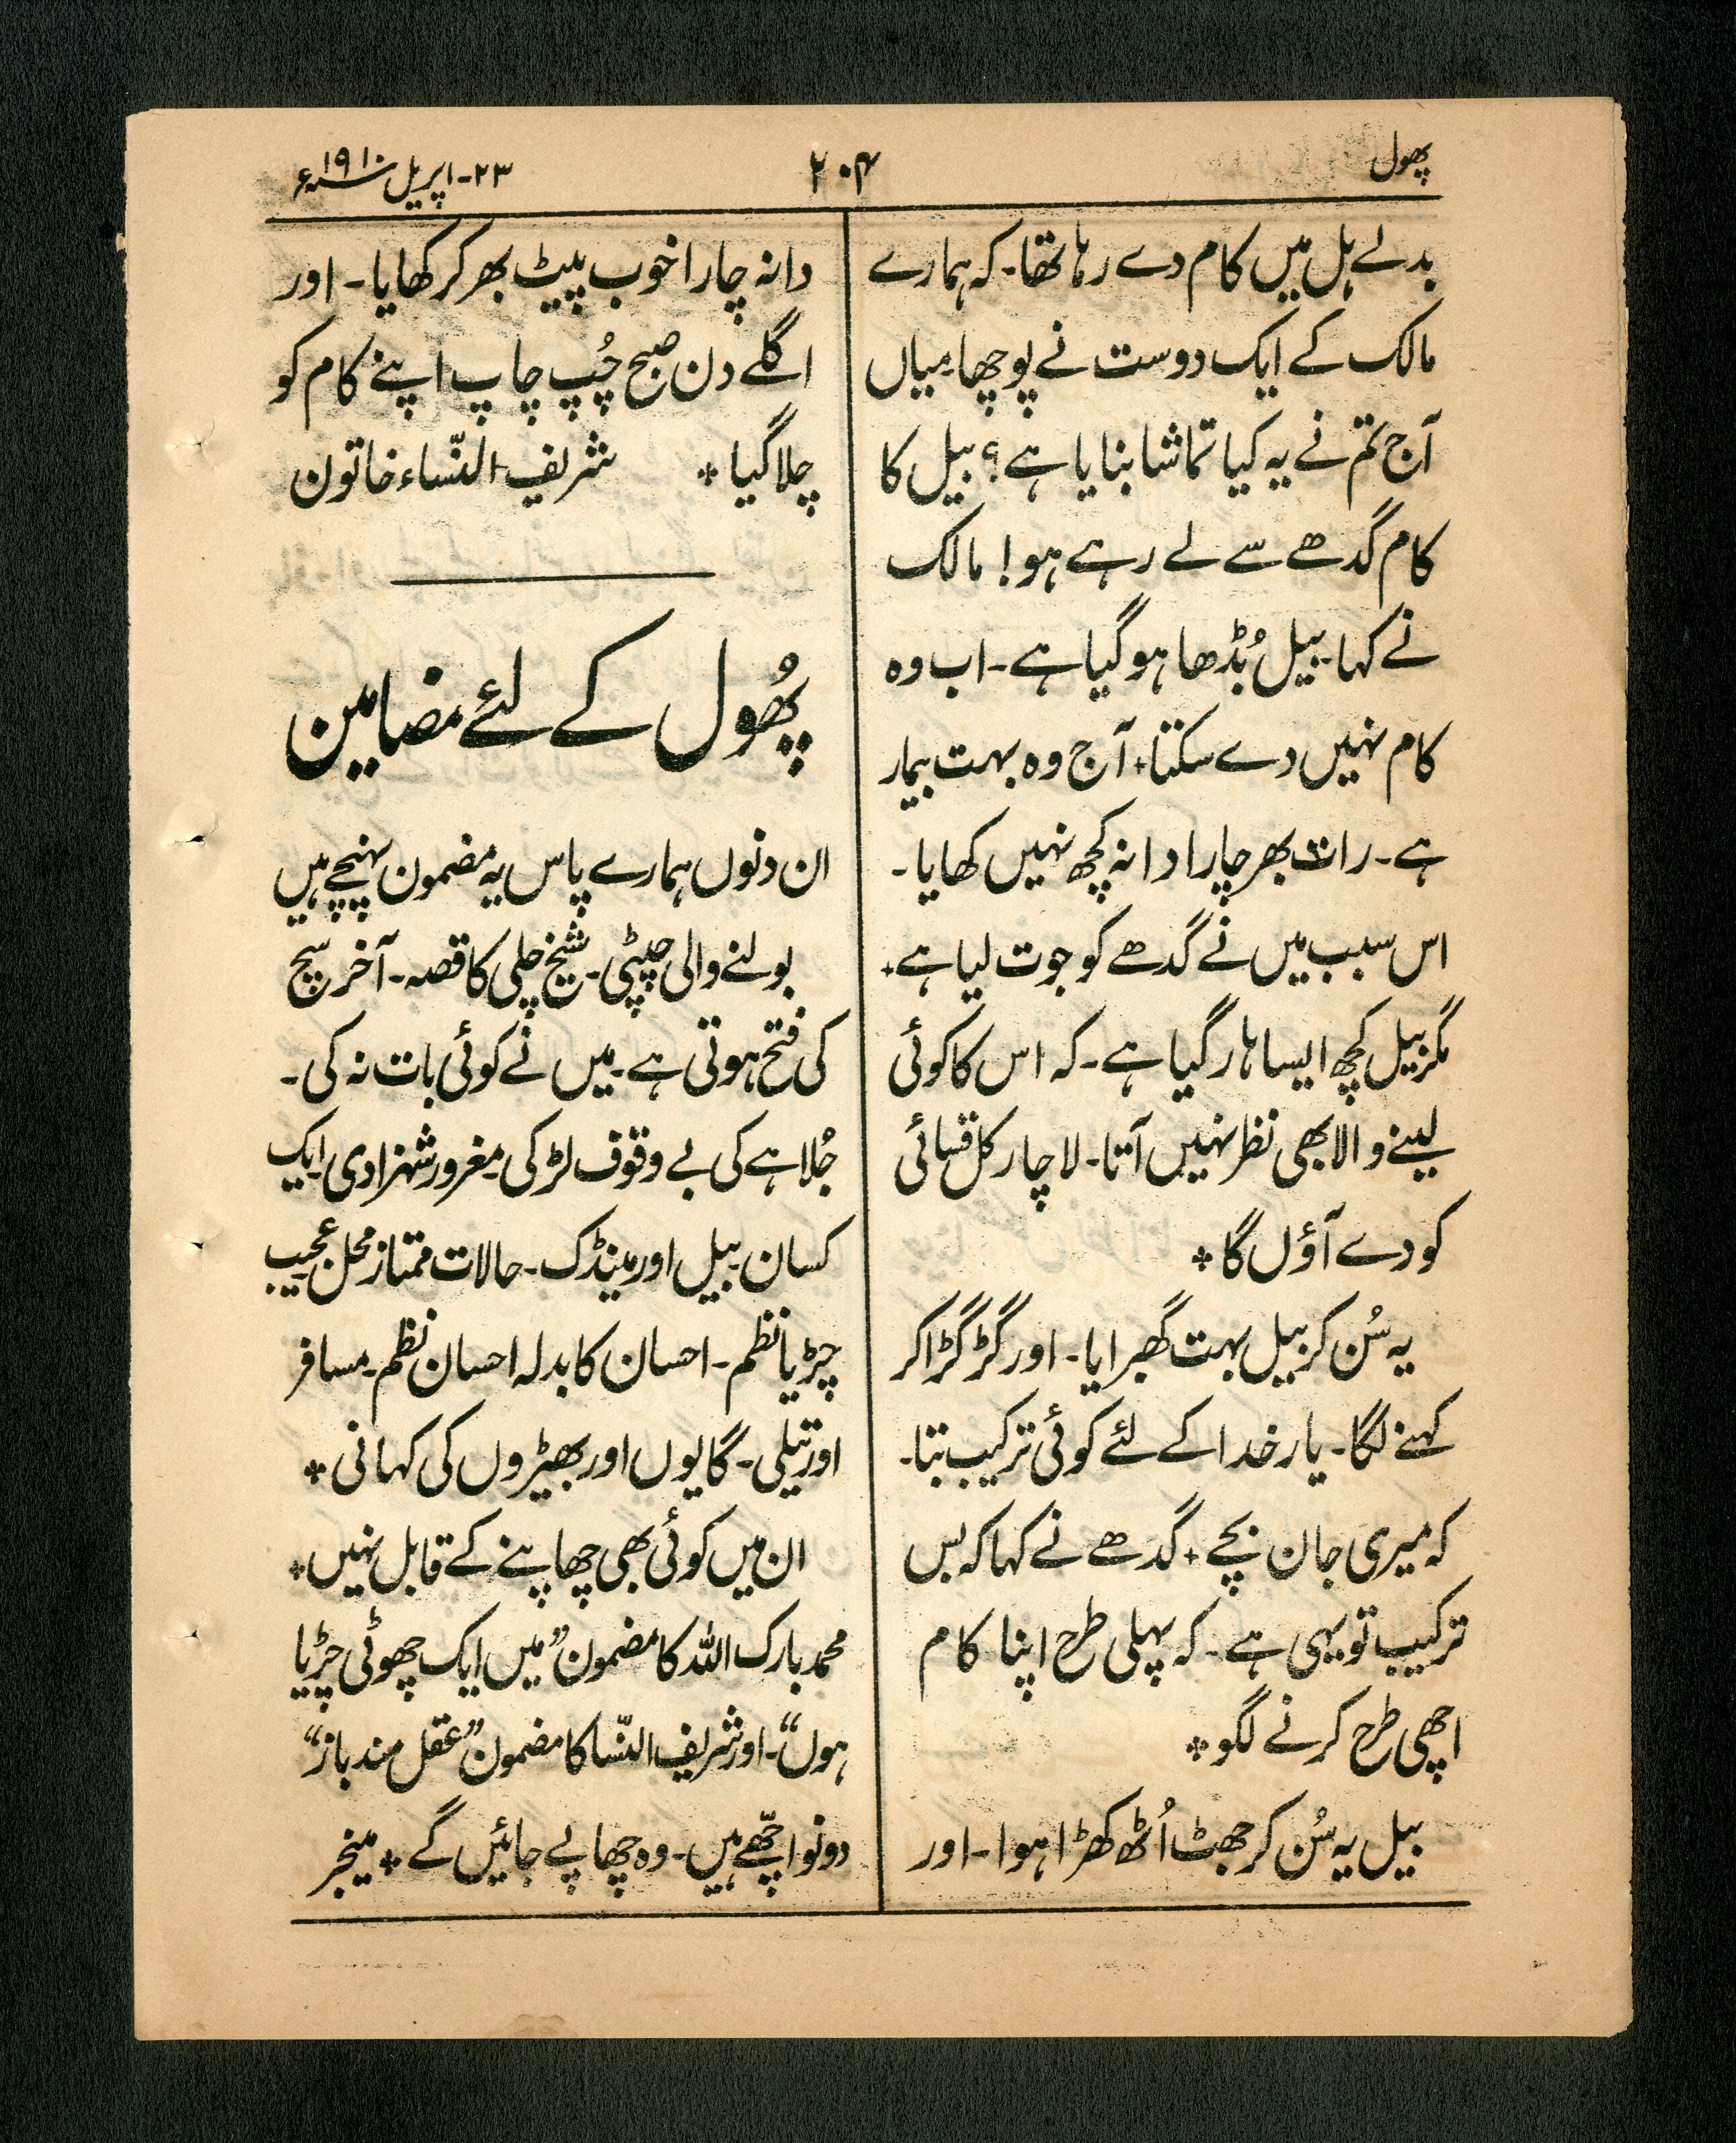 پھول
۲۰۴
۲۳۔اپریل ۱۹۱۰ء
بدلے ہل میں کام دے رہا تھا۔ کہ ہمارے
مالک کے ایک دوست نے پوچھا۔ میاں
آج تم نے یہ کیا تماشا بنایا ہے؟ بیل کا
کام گدھے سے لے رہے ہو! مالک
نے کہا۔ بیل بُڈھا ہو گیا ہے۔ اب وہ
کام نہیں دے سکتا۔ آج وہ بہت بیمار
ہے۔ رات بھر چارا دانہ کچھ نہیں کھایا۔
اس سبب میں نے گدھے کو جوت لیا ہے۔
مگر بیل کچھ ایسا ہار گیا ہے۔ کہ اس کا کوئی
لینے والا بھی نظر نہیں آتا۔ لاچار کل قسائی
کو دے آؤں گا *
یہ سُن کر بیل بہت گھبرایا۔ اور گڑگڑا کر
کہنے لگا۔ یار خدا کے لئے کوئی ترکیب بتا۔
کہ میری جان بچے۔ گدھے نے کہا کہ بس
ترکیب تو یہی ہے۔ کہ پہلی طرح اپنا کام
اچھی طرح کرنے لگو *
بیل یہ سُن کر جھٹ اُٹھ کھڑا ہوا۔ اور
دانہ چارا خوب پیٹ بھر کر کھایا۔ اور
اگلے دن صبح چُپ چاپ اپنے کام کو
چلا گیا * شریف النّساء خاتون
پھُول کے لئے مضامین
ان دنوں ہمارے پاس یہ مضمون پہنچے ہیں
بولنے والی چپٹی۔ شیخ چلی کا قصہ۔ آخر سچ
کی فتح ہوتی ہے۔ میں نے کوئی بات نہ کی۔
جُلاہے کی بے وقوف لڑکی۔ مغرور شہزادی۔ ایک
کسان۔ بیل اور مینڈک۔ حالات ممتاز محل۔ عجیب
چڑیا نظم۔ احسان کا بدلہ احسان نظم۔ مسافر
اور تیلی۔ گایوں اور بھیڑوں کی کہانی *
ان میں کوئی بھی چھاپنے کے قابل نہیں *
محمد بارک اللہ کا مضمون ”میں ایک چھوٹی چڑیا
ہوں“۔ اور شریف النّسا کا مضمون ”عقل مند باز“
دونو اچّھے ہیں۔ وہ چھاپے جائیں گے * مینجر